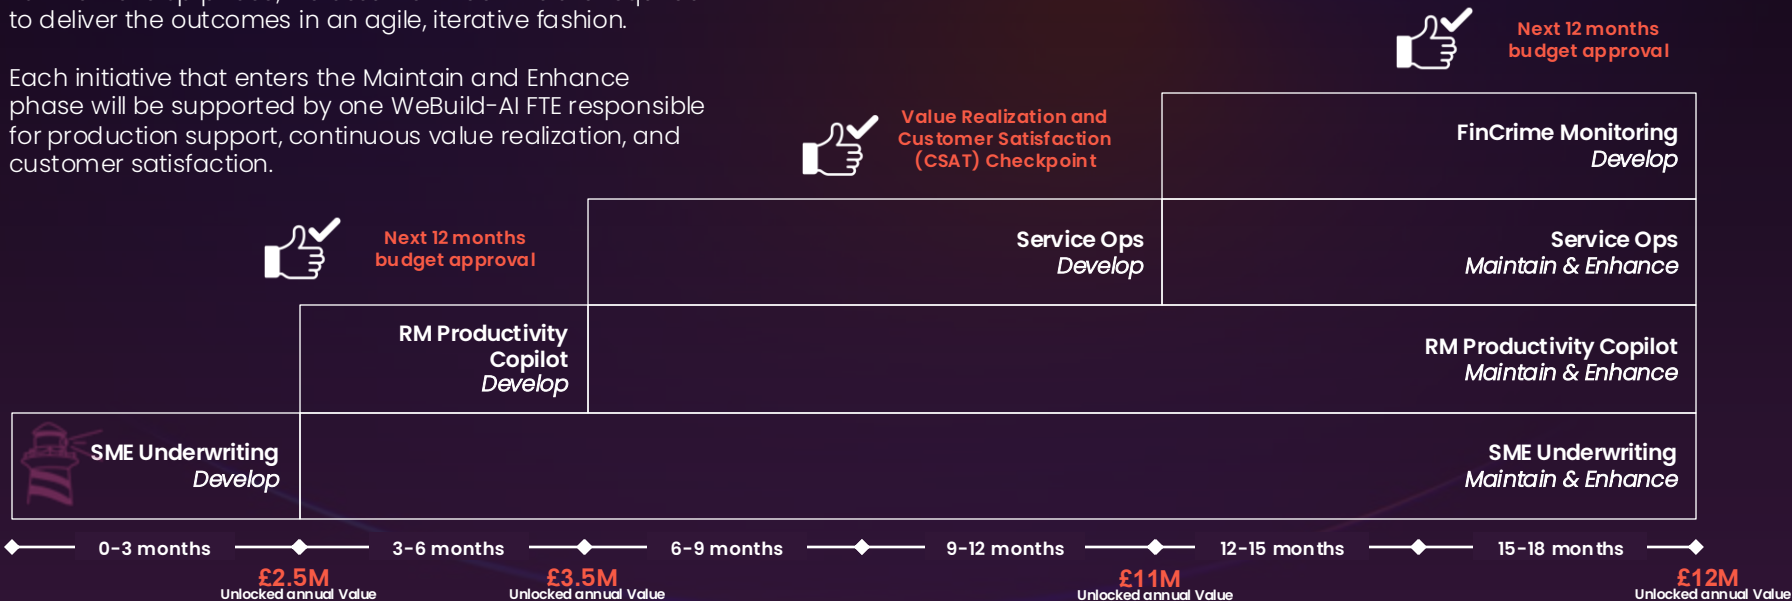 to deliver the outcomes in an agile, iterative fashion.
Each initiative that enters the Maintain and Enhance
phase will be supported by one WeBuild-AI FTE responsible
for production support, continuous value realization, and
customer satisfaction.
Next 12 months
budget approval
Value Realization and
Customer Satisfaction
(CSAT) Checkpoint
Next 12 months
budget approval
FinCrime Monitoring
Develop
Service Ops
Develop
Service Ops
Maintain & Enhance
RM Productivity
Copilot
Develop
RM Productivity Copilot
Maintain & Enhance
SME Underwriting
Develop
SME Underwriting
Maintain & Enhance
0-3 months
3-6 months
6-9 months
9-12 months
12-15 months
15-18 months
£2.5M
Unlocked annual Value
£3.5M
Unlocked annual Value
£11M
Unlocked annual Value
£12M
Unlocked annual Value